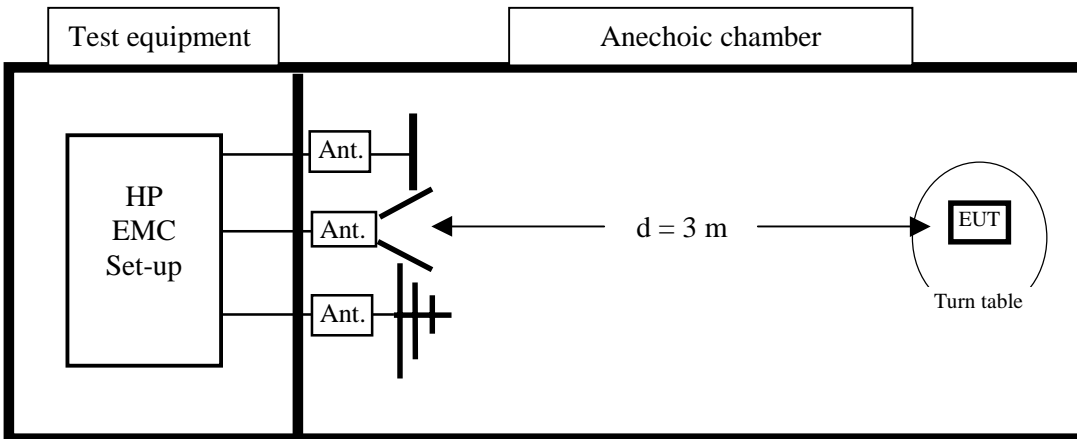 Test equipment
Anechoic chamber
Ant.
HP
EMC
Set-up
Ant.
d = 3 m
EUT
Ant.
Turn table